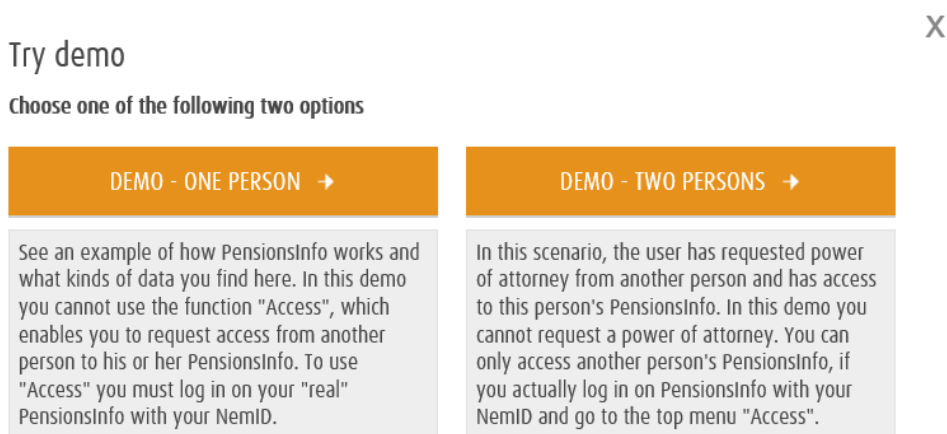 X
Try demo
Choose one of the following two options
DEMO - ONE PERSON
See an example of how PensionsInfo works and
what kinds of data you find here. In this demo
you cannot use the function "Access", which
enables you to request access from another
person to his or her PensionsInfo. To use
"Access" you must log in on your "real"
PensionsInfo with your NemID.
DEMO - TWO PERSONS
In this scenario, the user has requested power
of attorney from another person and has access
to this person's PensionsInfo. In this demo you
cannot request a power of attorney. You can
only access another person's PensionsInfo, if
you actually log in on PensionsInfo with your
NemID and go to the top menu "Access".